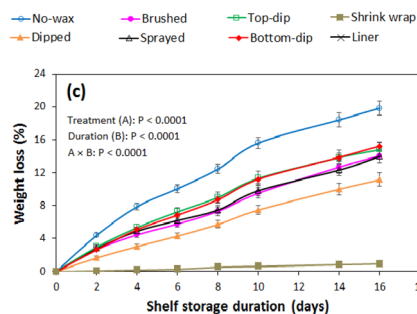 No-wax Brushed Top-dip Shrink wrap
Dipped Sprayed Bottom-dip Liner
24
20
16
12
8
4
0
(c)
Treatment (A): P < 0.0001
Duration (B): P < 0.0001
A × B: P < 0.0001
Weight loss (%)
0 2 4 6 8 10 12 14 16
Shelf storage duration (days)